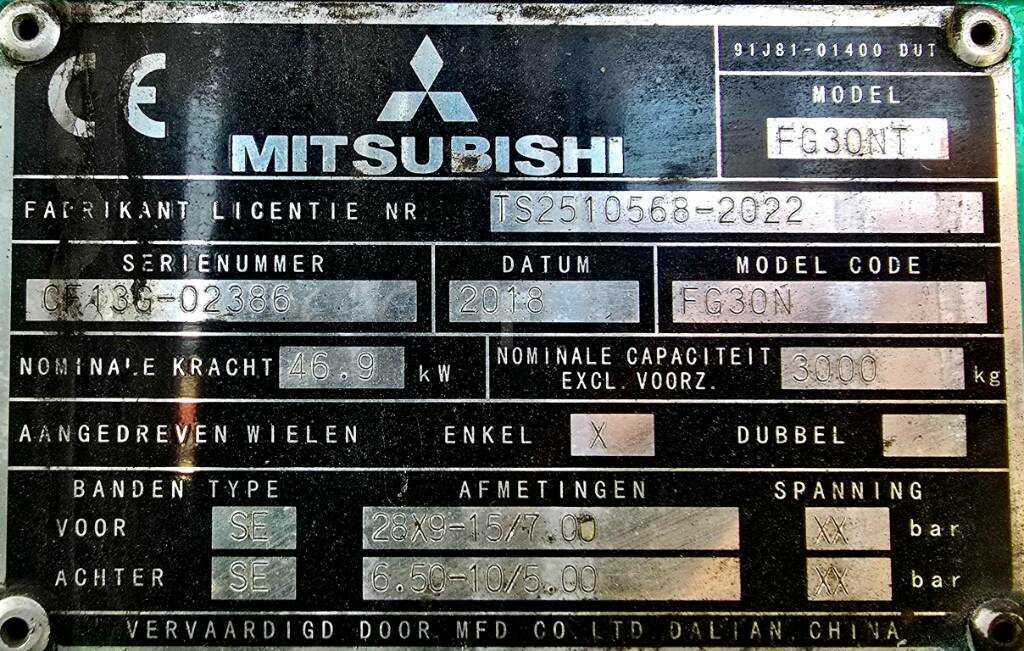 CE
91J81-01400 DUT
MITSUBISHI
MODEL
FG30NT
FABRIKANT LICENTIE NR TS2510568-2022
SERIENUMMER DATUM MODEL CODE
CF13G-02386 2018 FG30N
NOMINALE KRACHT 46.9 kW NOMINALE CAPACITEIT EXCL. VOORZ. 3000 kg
AANGEDREVEN WIELEN ENKEL X DUBBEL
BANDEN TYPE AFMETINGEN SPANNING
VOOR SE 28X9-15/7.00 XX bar
ACHTER SE 6.50-10/5.00 XX bar
VERVAARDIGD DOOR MFD CO. LTD. DALIAN. CHINA